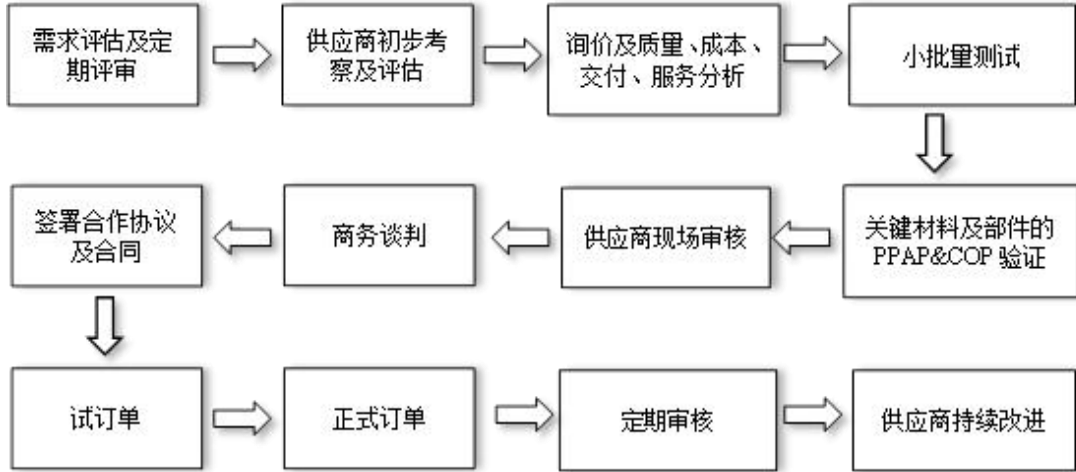 需求评估及定
期评审
供应商初步考
察及评估
询价及质量、成本、
交付、服务分析
小批量测试
关键材料及部件的
PPAP&COP 验证
供应商现场审核
商务谈判
签署合作协议
及合同
试订单
正式订单
定期审核
供应商持续改进